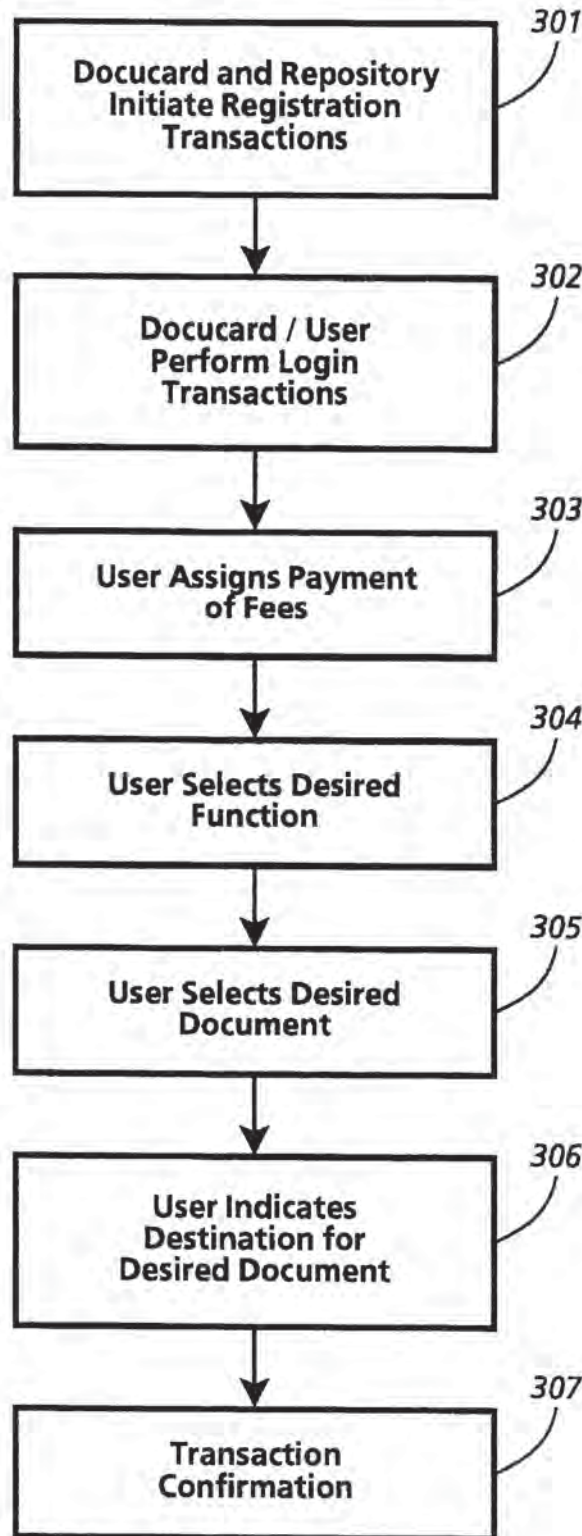 301
Docucard and Repository
Initiate Registration
Transactions
302
Docucard / User
Perform Login
Transactions
303
User Assigns Payment
of Fees
304
User Selects Desired
Function
305
User Selects Desired
Document
306
User Indicates
Destination for
Desired Document
307
Transaction
Confirmation